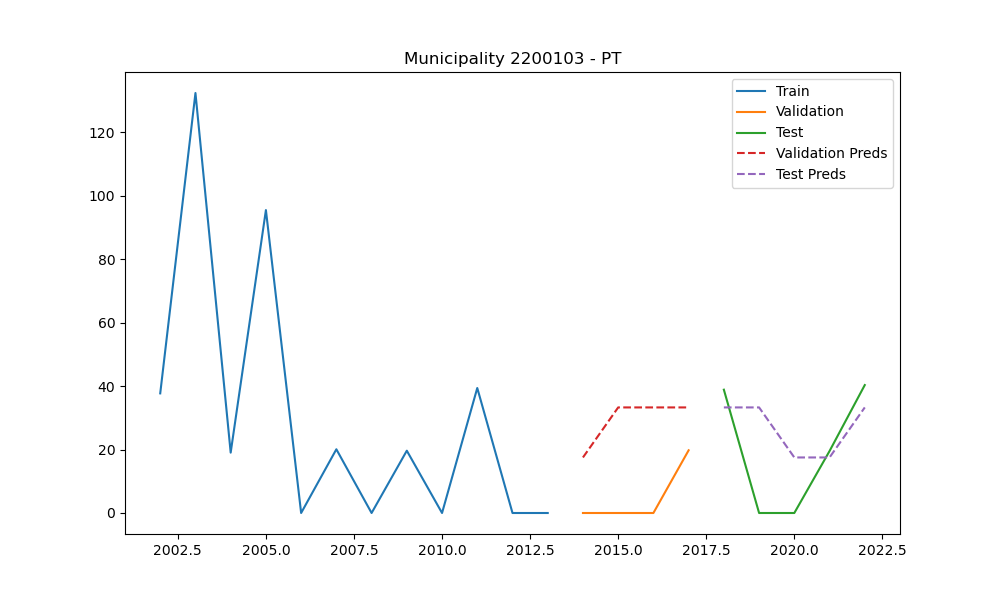 Municipality 2200103 - PT
Train
Validation
Test
Validation Preds
Test Preds
120
100
80
60
40
20
0
2002.5 2005.0 2007.5 2010.0 2012.5 2015.0 2017.5 2020.0 2022.5